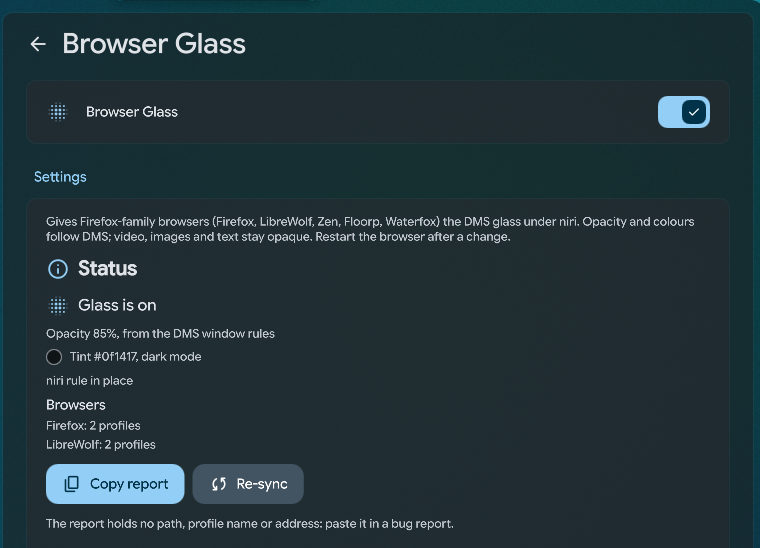 Browser Glass
Browser Glass
Settings
Gives Firefox-family browsers (Firefox, LibreWolf, Zen, Floorp, Waterfox) the DMS glass under niri. Opacity and colours
follow DMS; video, images and text stay opaque. Restart the browser after a change.
Status
Glass is on
Opacity 85%, from the DMS window rules
Tint #0f1417, dark mode
niri rule in place
Browsers
Firefox: 2 profiles
LibreWolf: 2 profiles
Copy report
Re-sync
The report holds no path, profile name or address: paste it in a bug report.